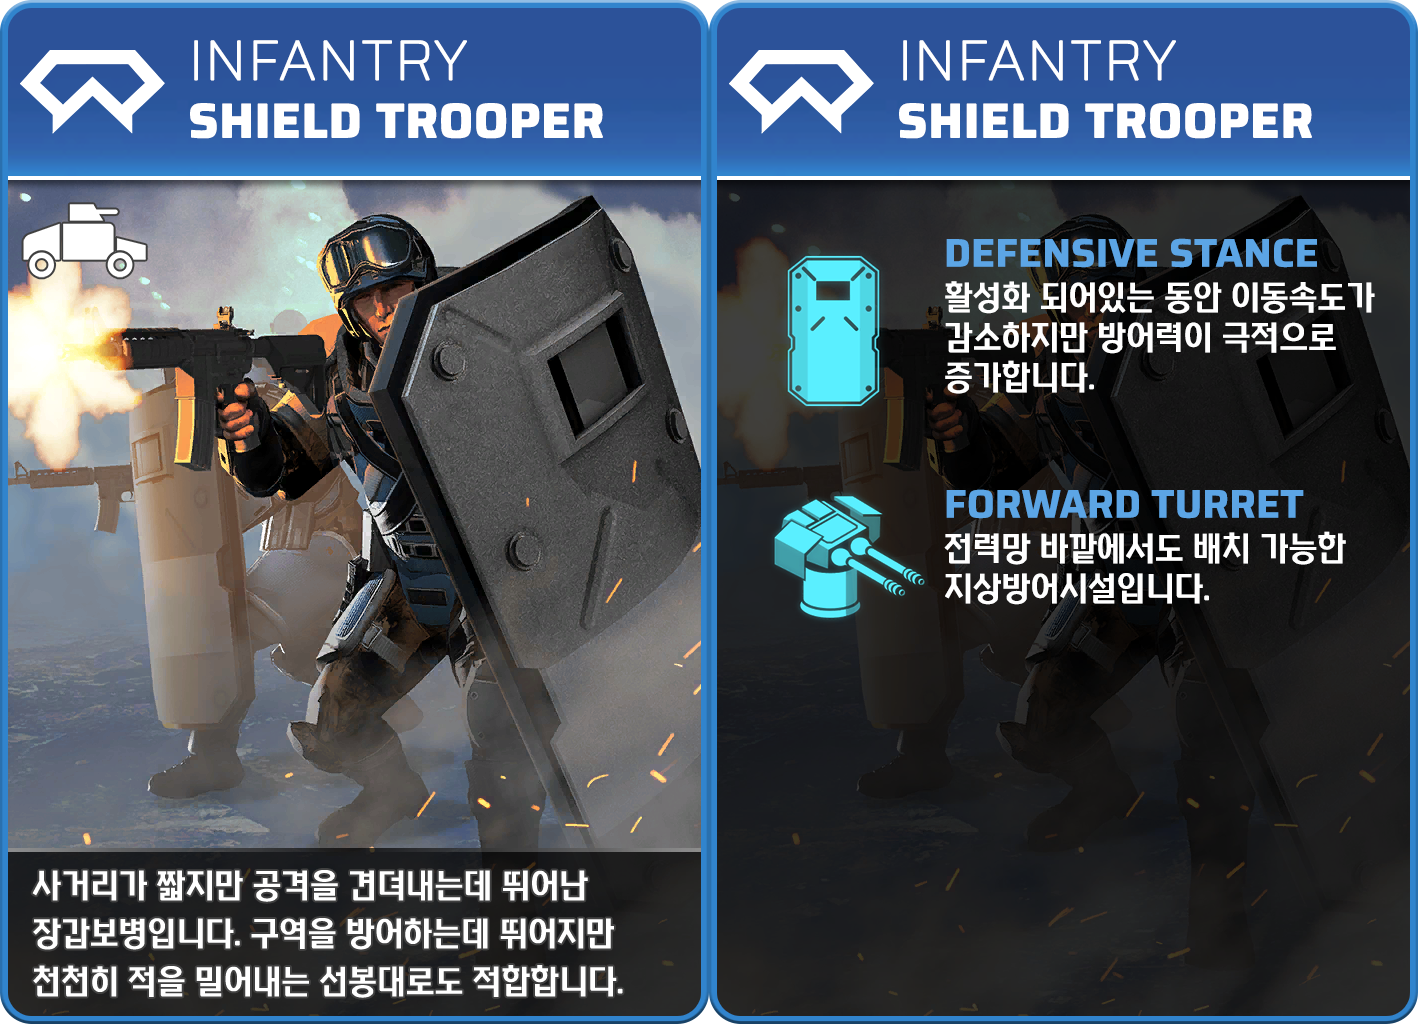 INFANTRY
SHIELD TROOPER
사거리가 짧지만 공격을 견뎌내는데 뛰어난
장갑보병입니다. 구역을 방어하는데 뛰어지만
천천히 적을 밀어내는 선봉대로도 적합합니다.
INFANTRY
SHIELD TROOPER
DEFENSIVE STANCE
활성화 되어있는 동안 이동속도가
감소하지만 방어력이 극적으로
증가합니다.
FORWARD TURRET
전력망 바깥에서도 배치 가능한
지상방어시설입니다.